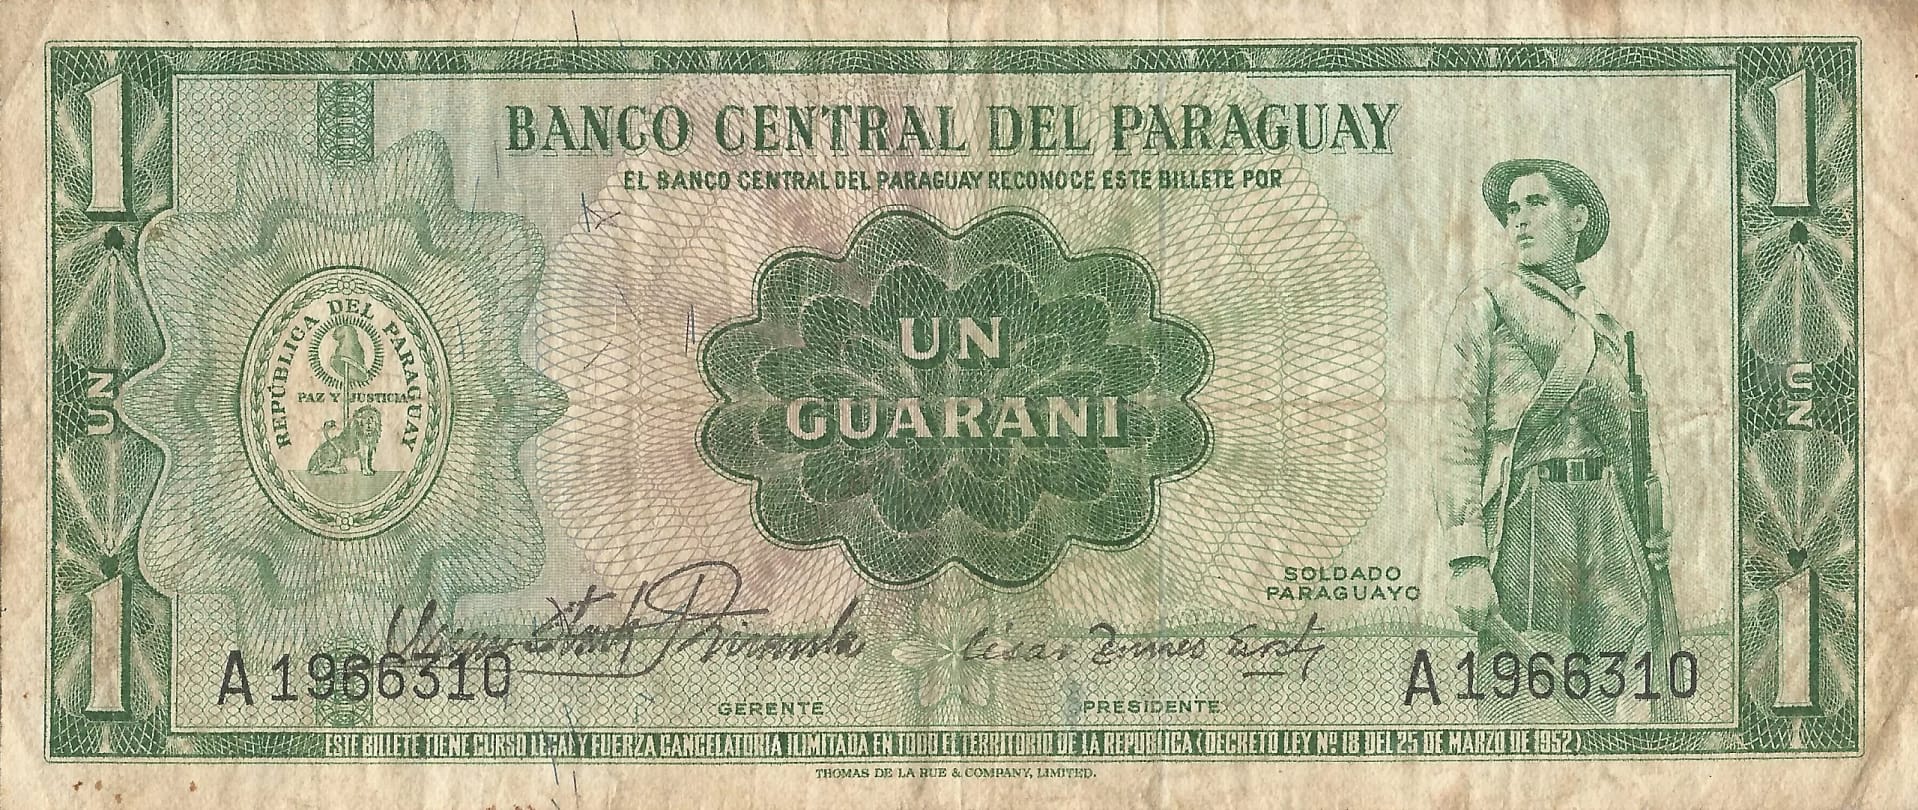 1
1
BANCO CENTRAL DEL PARAGUAY
EL BANCO CENTRAL DEL PARAGUAY RECONOCE ESTE BILLETE POR
REPÚBLICA DEL PARAGUAY
PAZ Y JUSTICIA
UN
UN
GUARANI
UN
UN
SOLDADO
PARAGUAYO
1
1
A1966310
A1966310
GERENTE
PRESIDENTE
ESTE BILLETE TIENE CURSO LEGAL Y FUERZA CANCELATORIA ILIMITADA EN TODO EL TERRITORIO DE LA REPUBLICA (DECRETO LEY Nº 18 DEL 25 DE MARZO DE 1952)
THOMAS DE LA RUE & COMPANY, LIMITED.